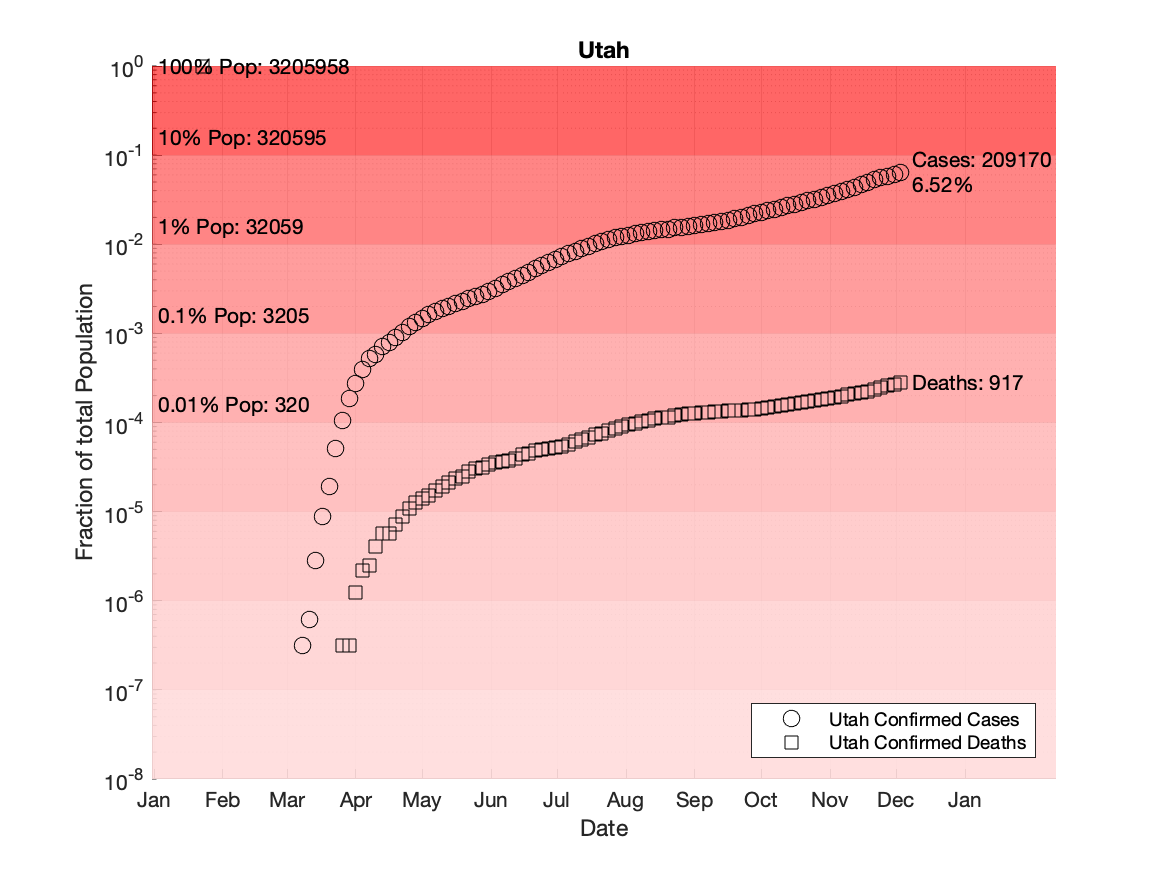 Utah
10^0
100% Pop: 3205958
10% Pop: 320595
10^-1
Cases: 209170
6.52%
1% Pop: 32059
10^-2
0.1% Pop: 3205
10^-3
Deaths: 917
0.01% Pop: 320
10^-4
10^-5
10^-6
10^-7
10^-8
Fraction of total Population
Utah Confirmed Cases
Utah Confirmed Deaths
Jan Feb Mar Apr May Jun Jul Aug Sep Oct Nov Dec Jan
Date